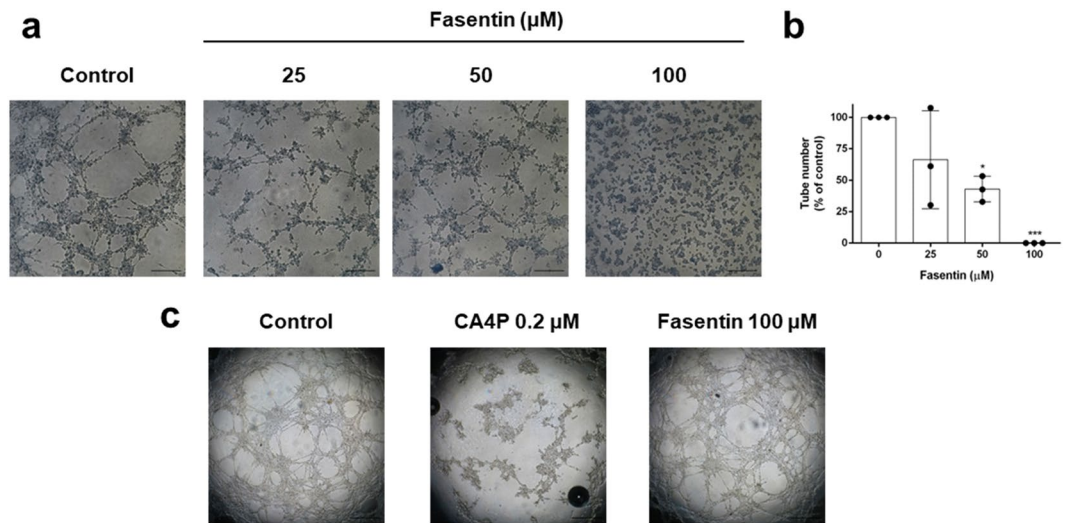 a
Fasentin (μM)
Control
25
50
100
b
Tube number
(% of control)
100
75
50
25
0
*
***
0
25
50
100
Fasentin (μM)
c
Control
CA4P 0.2 μM
Fasentin 100 μM